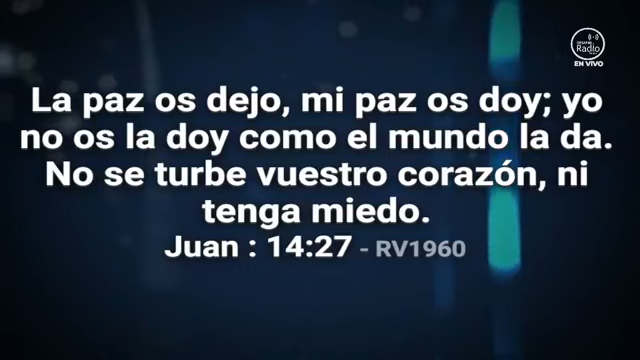 Radio
EN VIVO
La paz os dejo, mi paz os doy; yo
no os la doy como el mundo la da.
No se turbe vuestro corazón, ni
tenga miedo.
Juan : 14:27 - RV1960